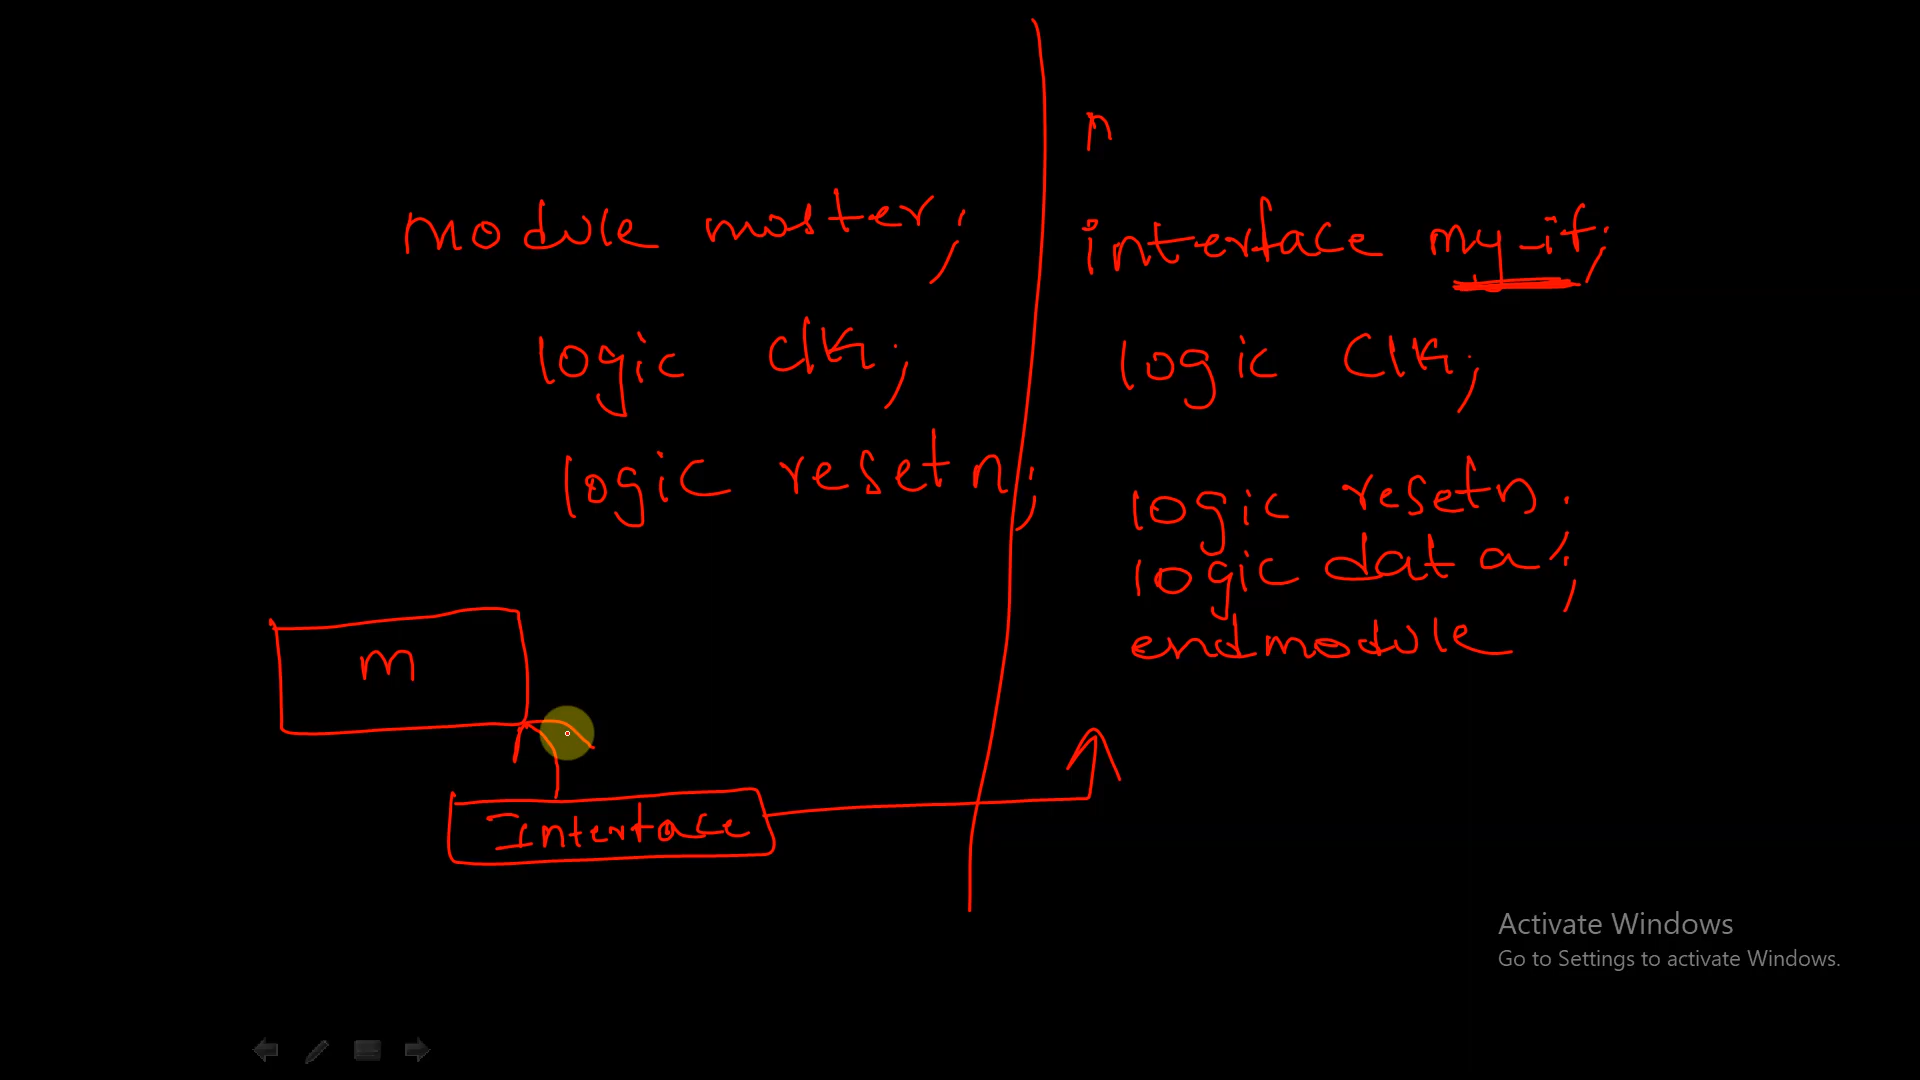 module master;
logic clk;
logic resetn;
m
Interface
n
interface my_if;
logic clk;
logic resetn;
logic data;
endmodule
Activate Windows
Go to Settings to activate Windows.